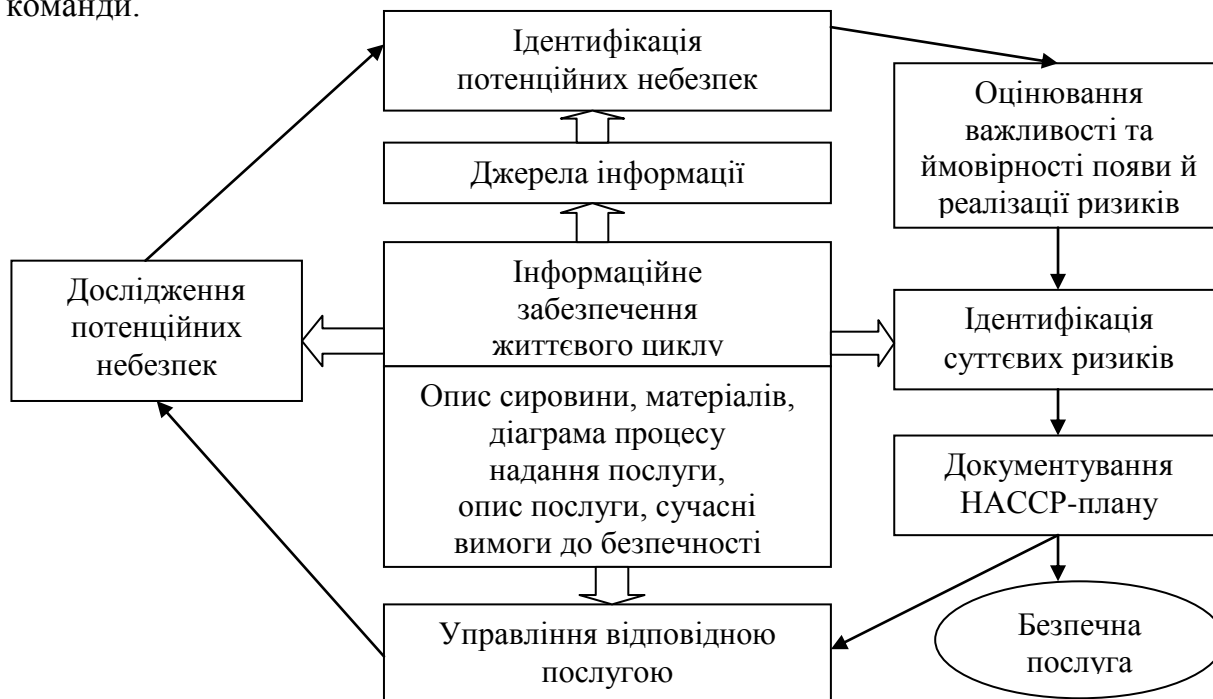 команди.
Ідентифікація
потенційних небезпек
Оцінювання
важливості та
ймовірності появи й
реалізації ризиків
Джерела інформації
Дослідження
потенційних
небезпек
Інформаційне
забезпечення
життєвого циклу
Ідентифікація
суттєвих ризиків
Опис сировини, матеріалів,
діаграма процесу
надання послуги,
опис послуги, сучасні
вимоги до безпечності
Документування
НАССР-плану
Управління відповідною
послугою
Безпечна
послуга